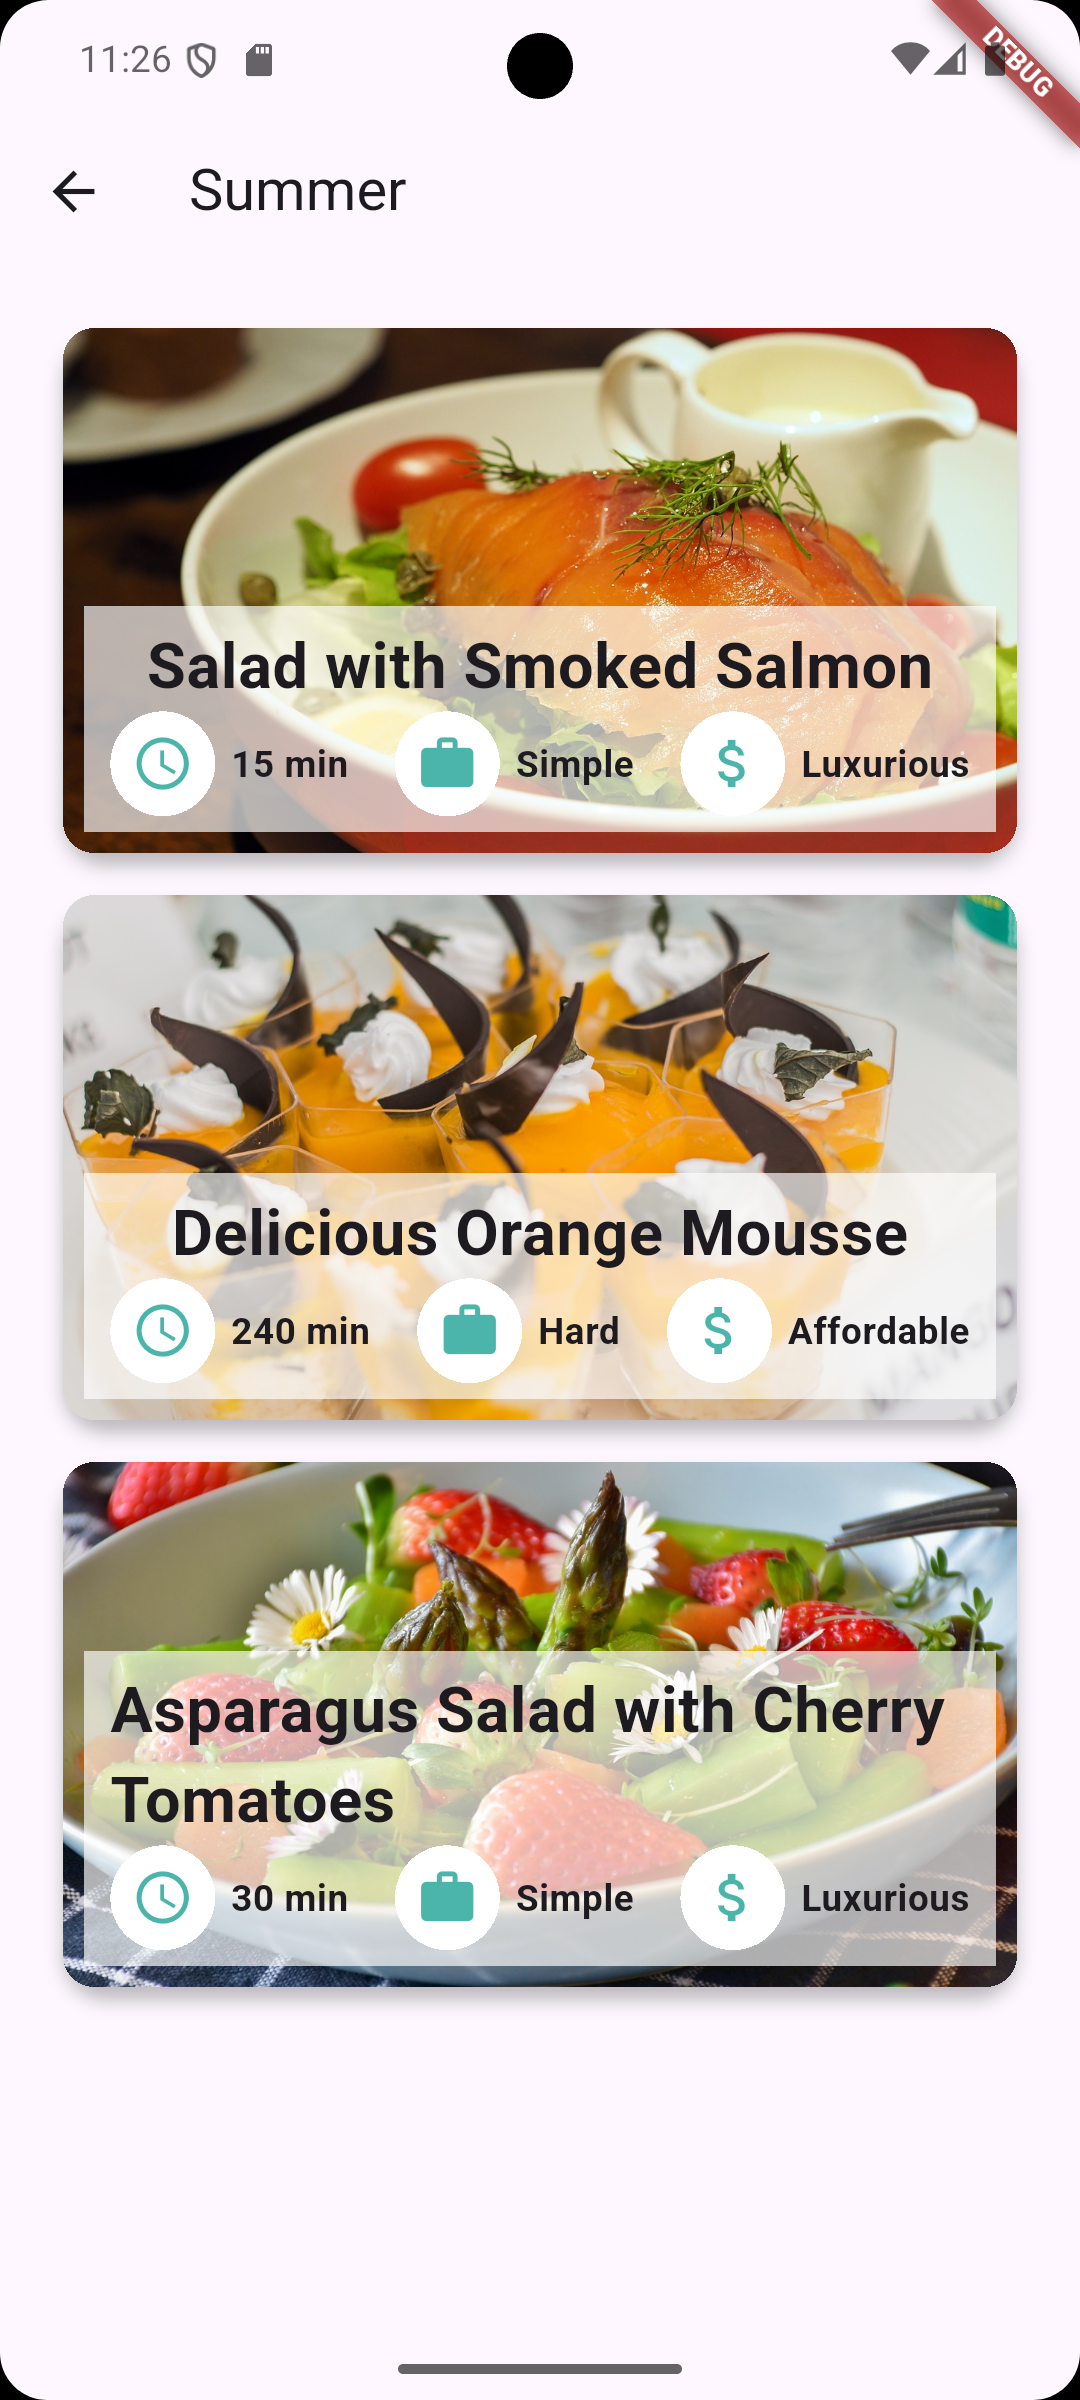 11:26
DEBUG
Summer
Salad with Smoked Salmon
15 min Simple Luxurious
Delicious Orange Mousse
240 min Hard Affordable
Asparagus Salad with Cherry
Tomatoes
30 min Simple Luxurious